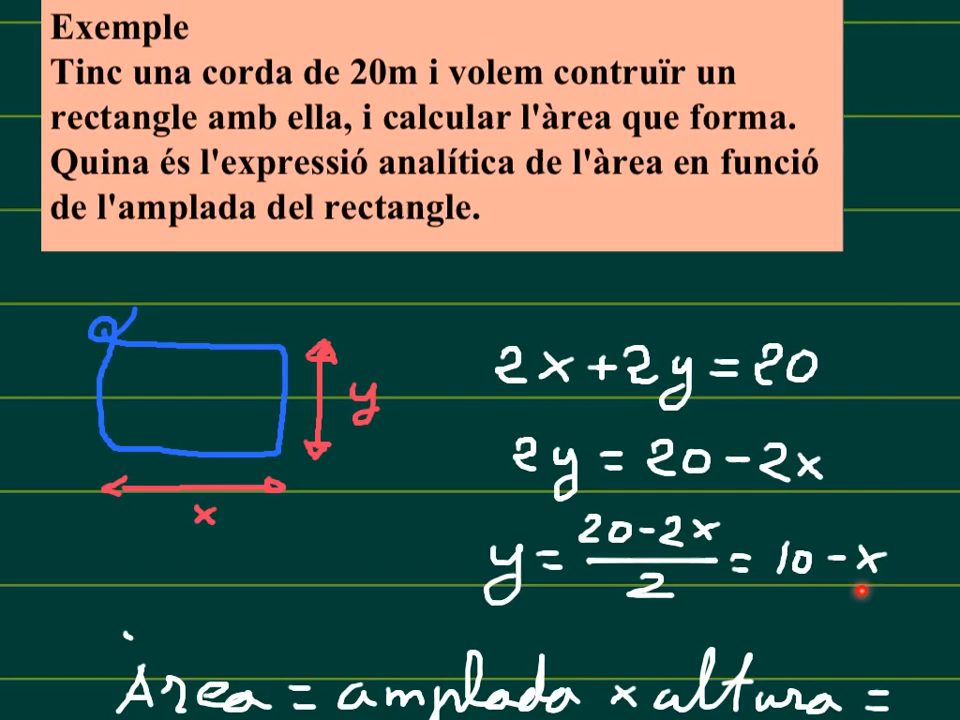 Exemple
Tinc una corda de 20m i volem contruïr un
rectangle amb ella, i calcular l'àrea que forma.
Quina és l'expressió analítica de l'àrea en funció
de l'amplada del rectangle.
y
x
2x+2y=20
2y=20-2x
y=\frac{20-2x}{2}=10-x
Àrea = amplada x altura =